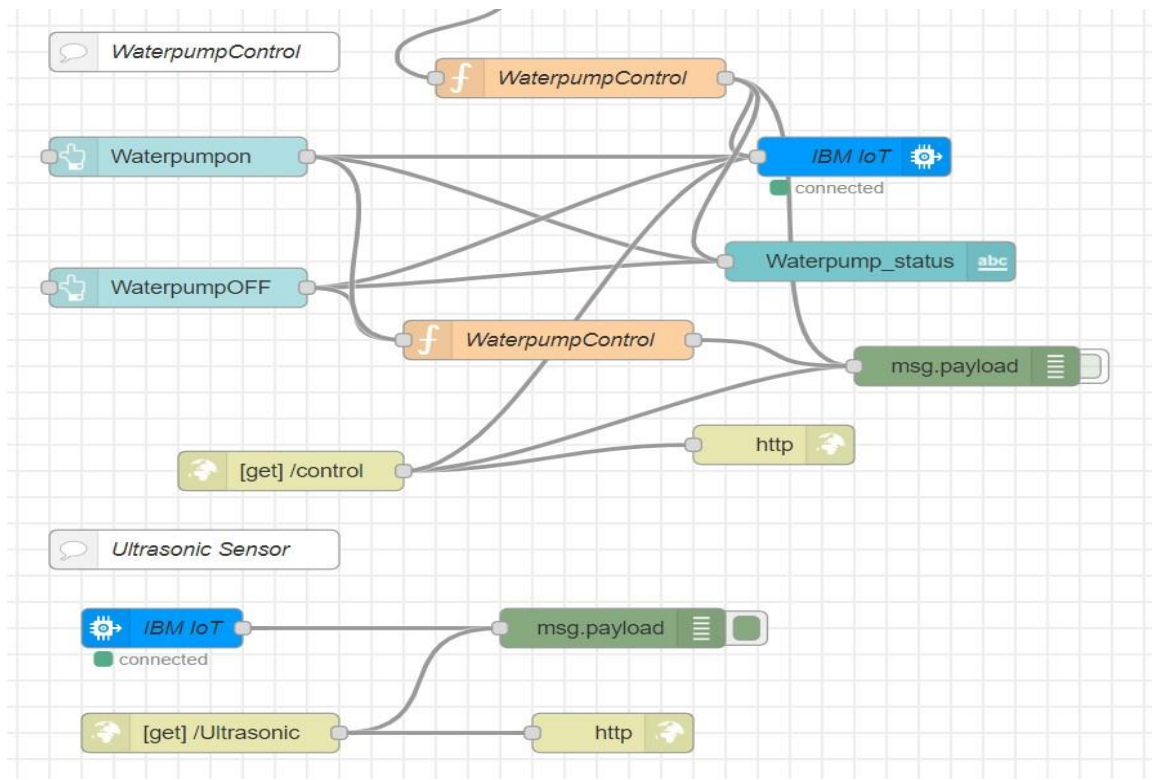 WaterpumpControl
WaterpumpControl
Waterpumpon
IBM IoT
connected
Waterpump_status
abc
WaterpumpOFF
WaterpumpControl
msg.payload
http
[get] /control
Ultrasonic Sensor
IBM IoT
msg.payload
connected
[get] /Ultrasonic
http